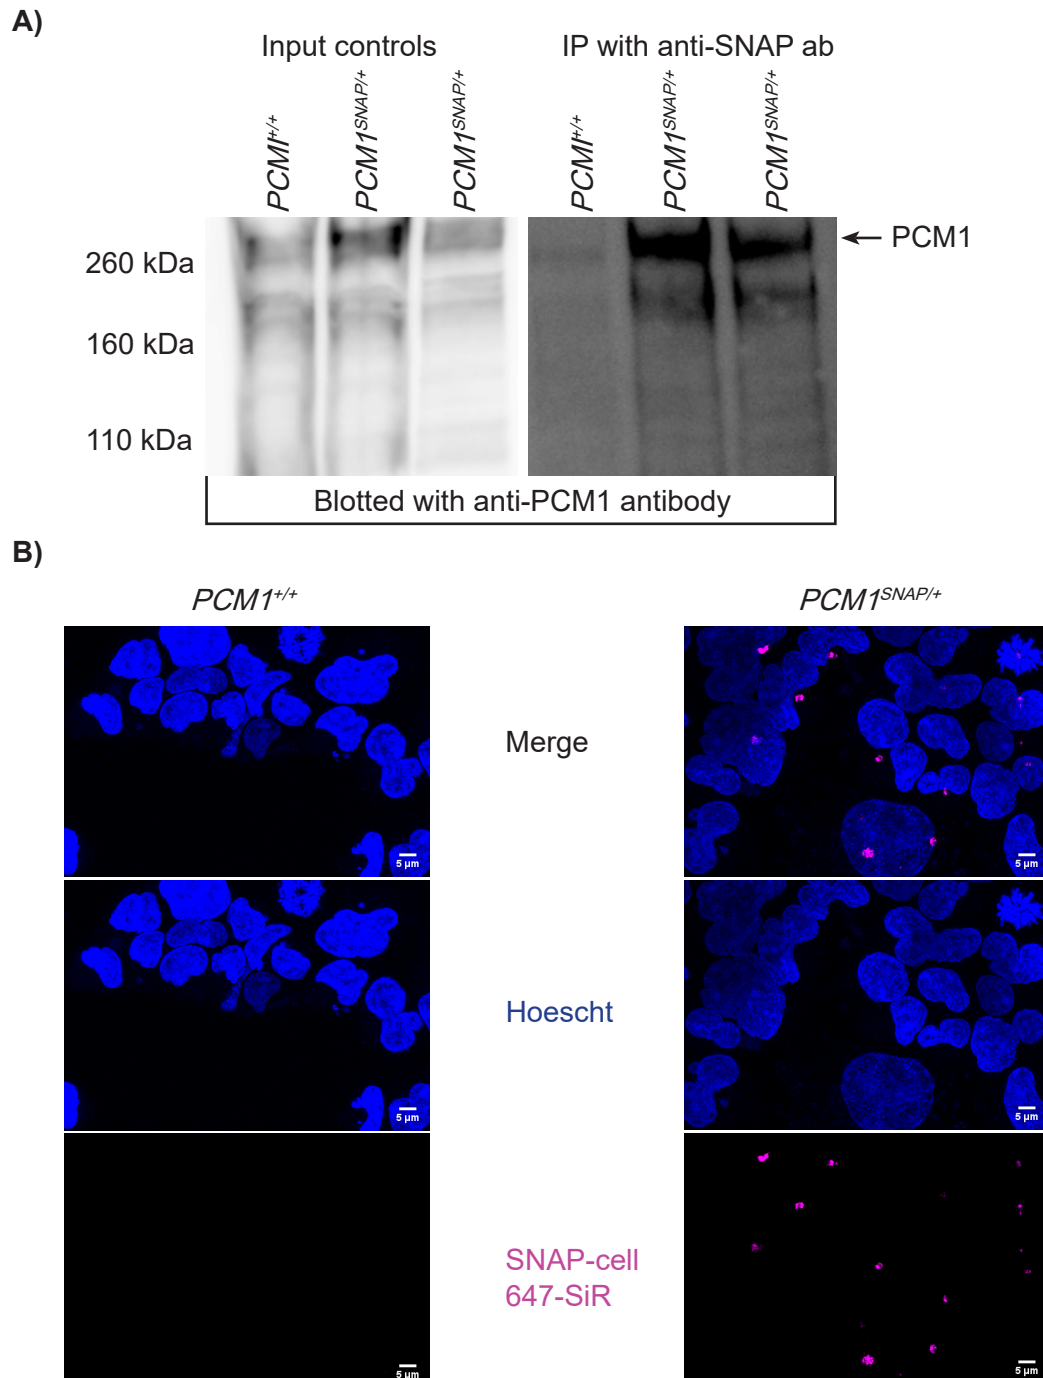 A)
Input controls
IP with anti-SNAP ab
PCMI+/+
PCM1SNAP/+
PCM1SNAP/+
PCMI+/+
PCM1SNAP/+
PCM1SNAP/+
PCM1
260 kDa
160 kDa
110 kDa
Blotted with anti-PCM1 antibody
B)
PCM1+/+
PCM1SNAP/+
Merge
5 µm
5 µm
Hoescht
5 µm
5 µm
SNAP-cell
647-SiR
5 µm
5 µm